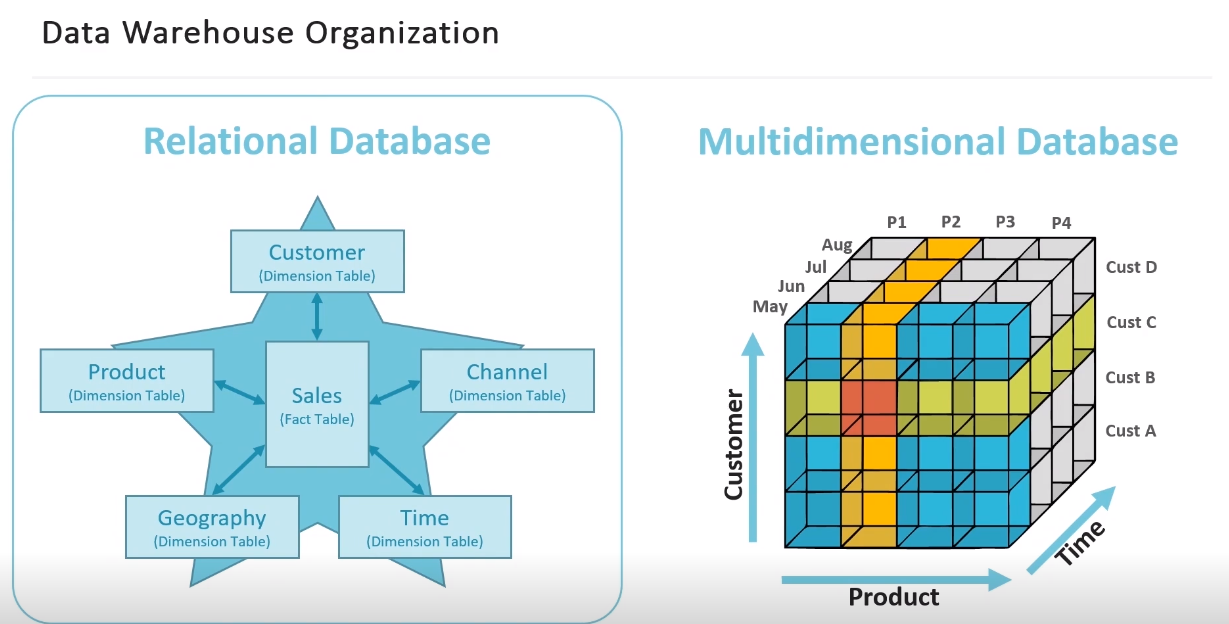 Data Warehouse Organization
Relational Database
Customer
(Dimension Table)
Product
(Dimension Table)
Sales
(Fact Table)
Channel
(Dimension Table)
Geography
(Dimension Table)
Time
(Dimension Table)
Multidimensional Database
P1 P2 P3 P4
Aug
Jul
Jun
May
Cust D
Cust C
Cust B
Cust A
Customer
Time
Product